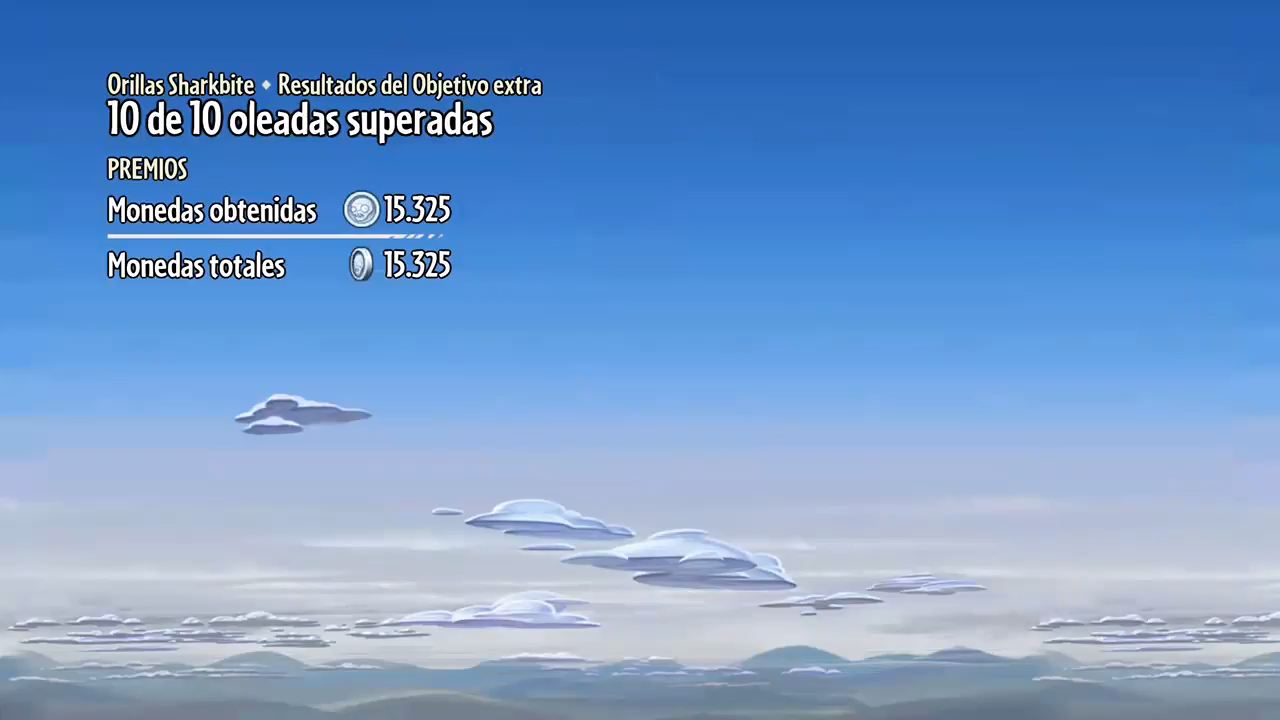 Orillas Sharkbite • Resultados del Objetivo extra
10 de 10 oleadas superadas
PREMIOS
Monedas obtenidas 15.325
Monedas totales 15.325